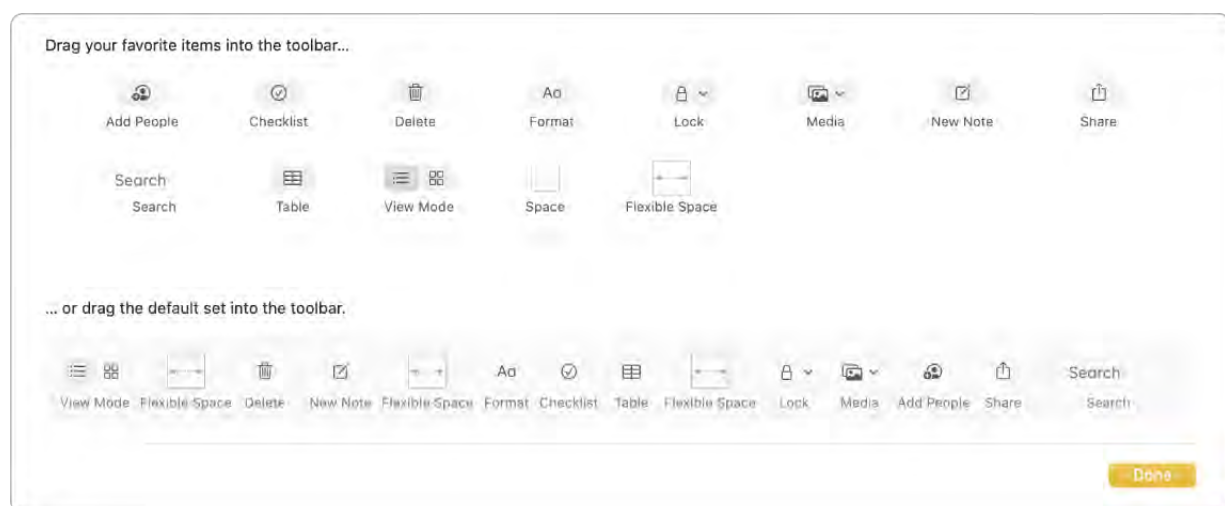 Drag your favorite items into the toolbar...
Aa
Add People Checklist Delete Format Lock Media New Note Share
Search
Search Table View Mode Space Flexible Space
... or drag the default set into the toolbar.
Aa Search
View Mode Flexible Space Delete New Note Flexible Space Format Checklist Table Flexible Space Lock Media Add People Share Search
Done